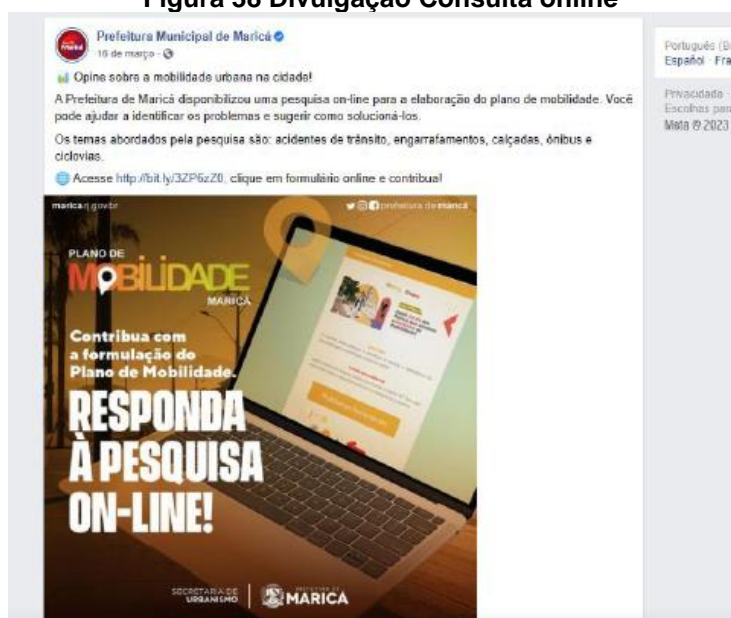 Figura 38 Divulgação Consulta online
Prefeitura Municipal de Maricá
16 de março ·
Opine sobre a mobilidade urbana na cidade!
A Prefeitura de Maricá disponibilizou uma pesquisa on-line para a elaboração do plano de mobilidade. Você
pode ajudar a identificar os problemas e sugerir como solucioná-los.
Os temas abordados pela pesquisa são: acidentes de trânsito, engarrafamentos, calçadas, ônibus e
ciclovias.
Acesse http://bit.ly/3ZP6zZ0, clique em formulário online e contribua!
marica.rj.gov.br
prefeitura de maricá
PLANO DE
MOBILIDADE
MARICÁ
Contribua com
a formulação do
Plano de Mobilidade.
RESPONDA
À PESQUISA
ON-LINE!
SECRETARIA DE
URBANISMO
PREFEITURA DE
MARICÁ
Português (B
Español · Fra
Privacidade ·
Escolhas para
Meta © 2023